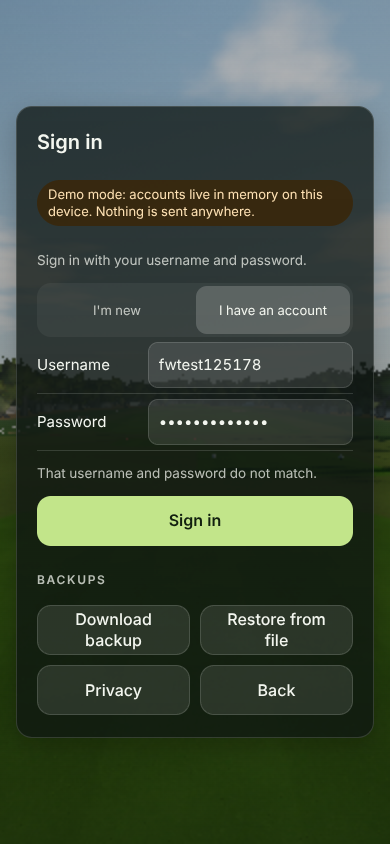 Sign in
Demo mode: accounts live in memory on this
device. Nothing is sent anywhere.
Sign in with your username and password.
I'm new
I have an account
Username
fwtest125178
Password
•••••••••••••
That username and password do not match.
Sign in
BACKUPS
Download
backup
Restore from
file
Privacy
Back